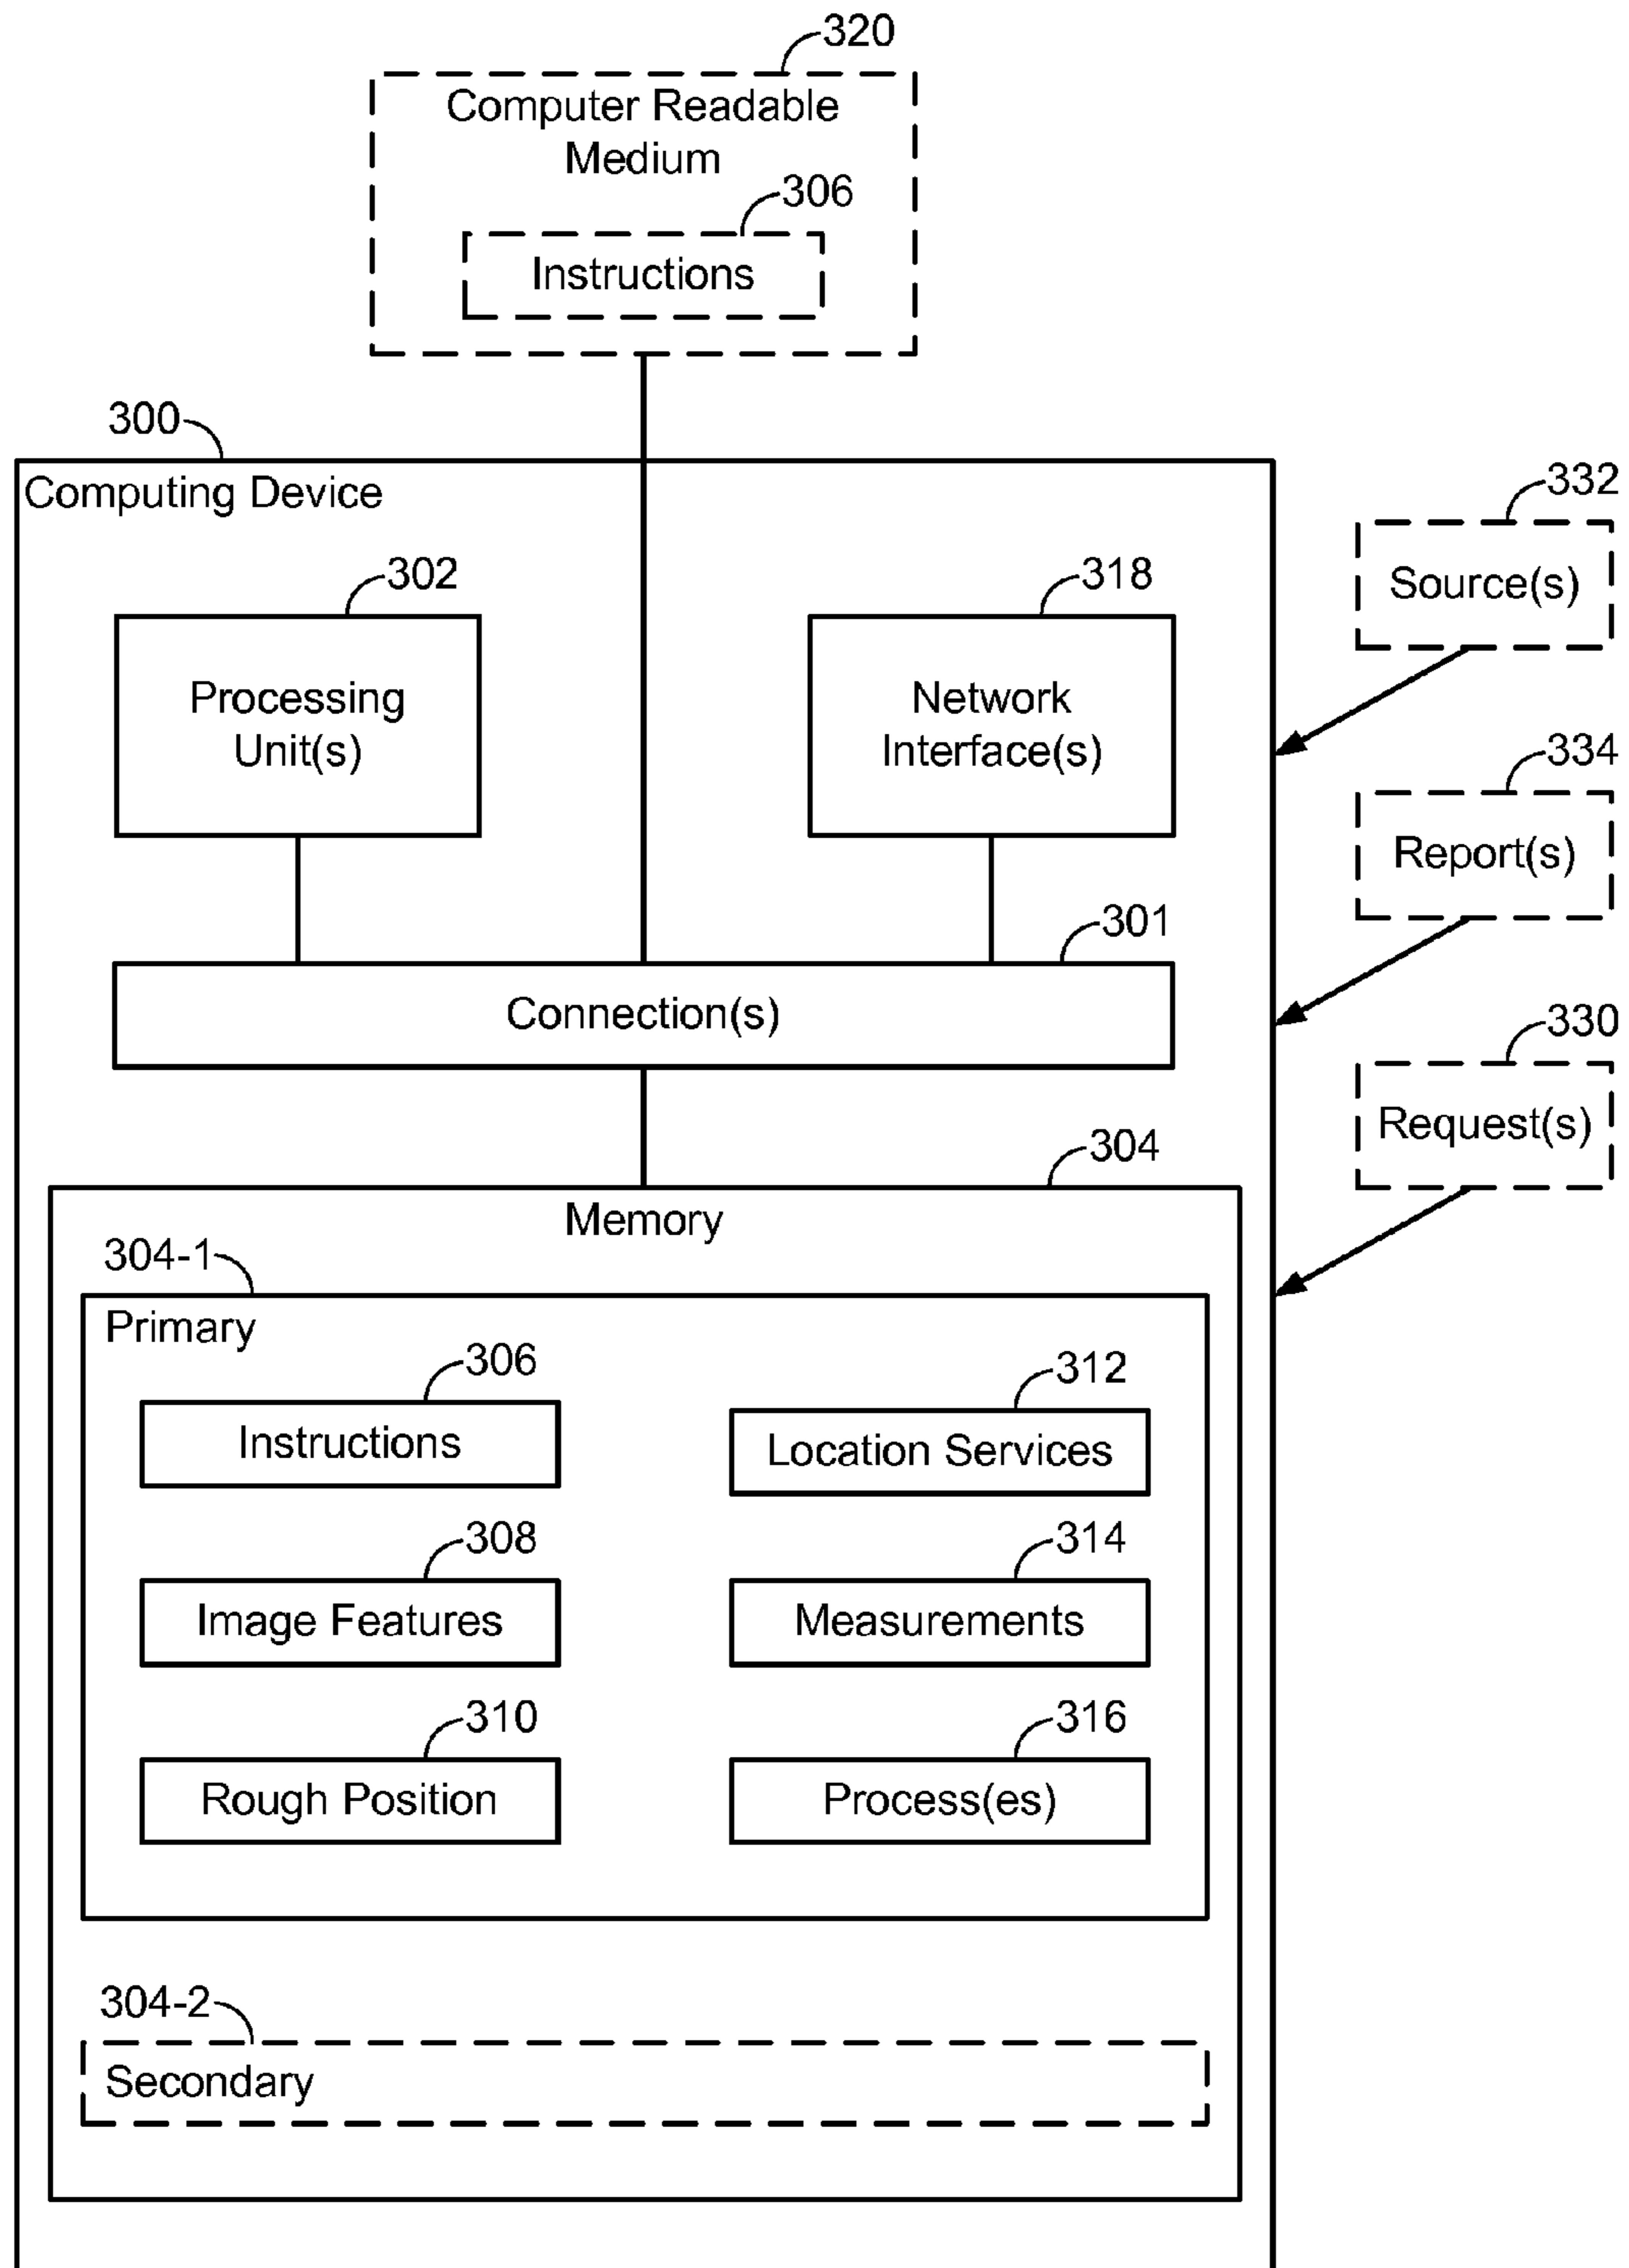 320
Computer Readable
Medium
306
Instructions
300
Computing Device
332
Source(s)
302
318
Processing
Unit(s)
Network
Interface(s)
334
Report(s)
301
Connection(s)
330
Request(s)
304
Memory
304-1
Primary
306
312
Instructions
Location Services
308
314
Image Features
Measurements
310
316
Rough Position
Process(es)
304-2
Secondary